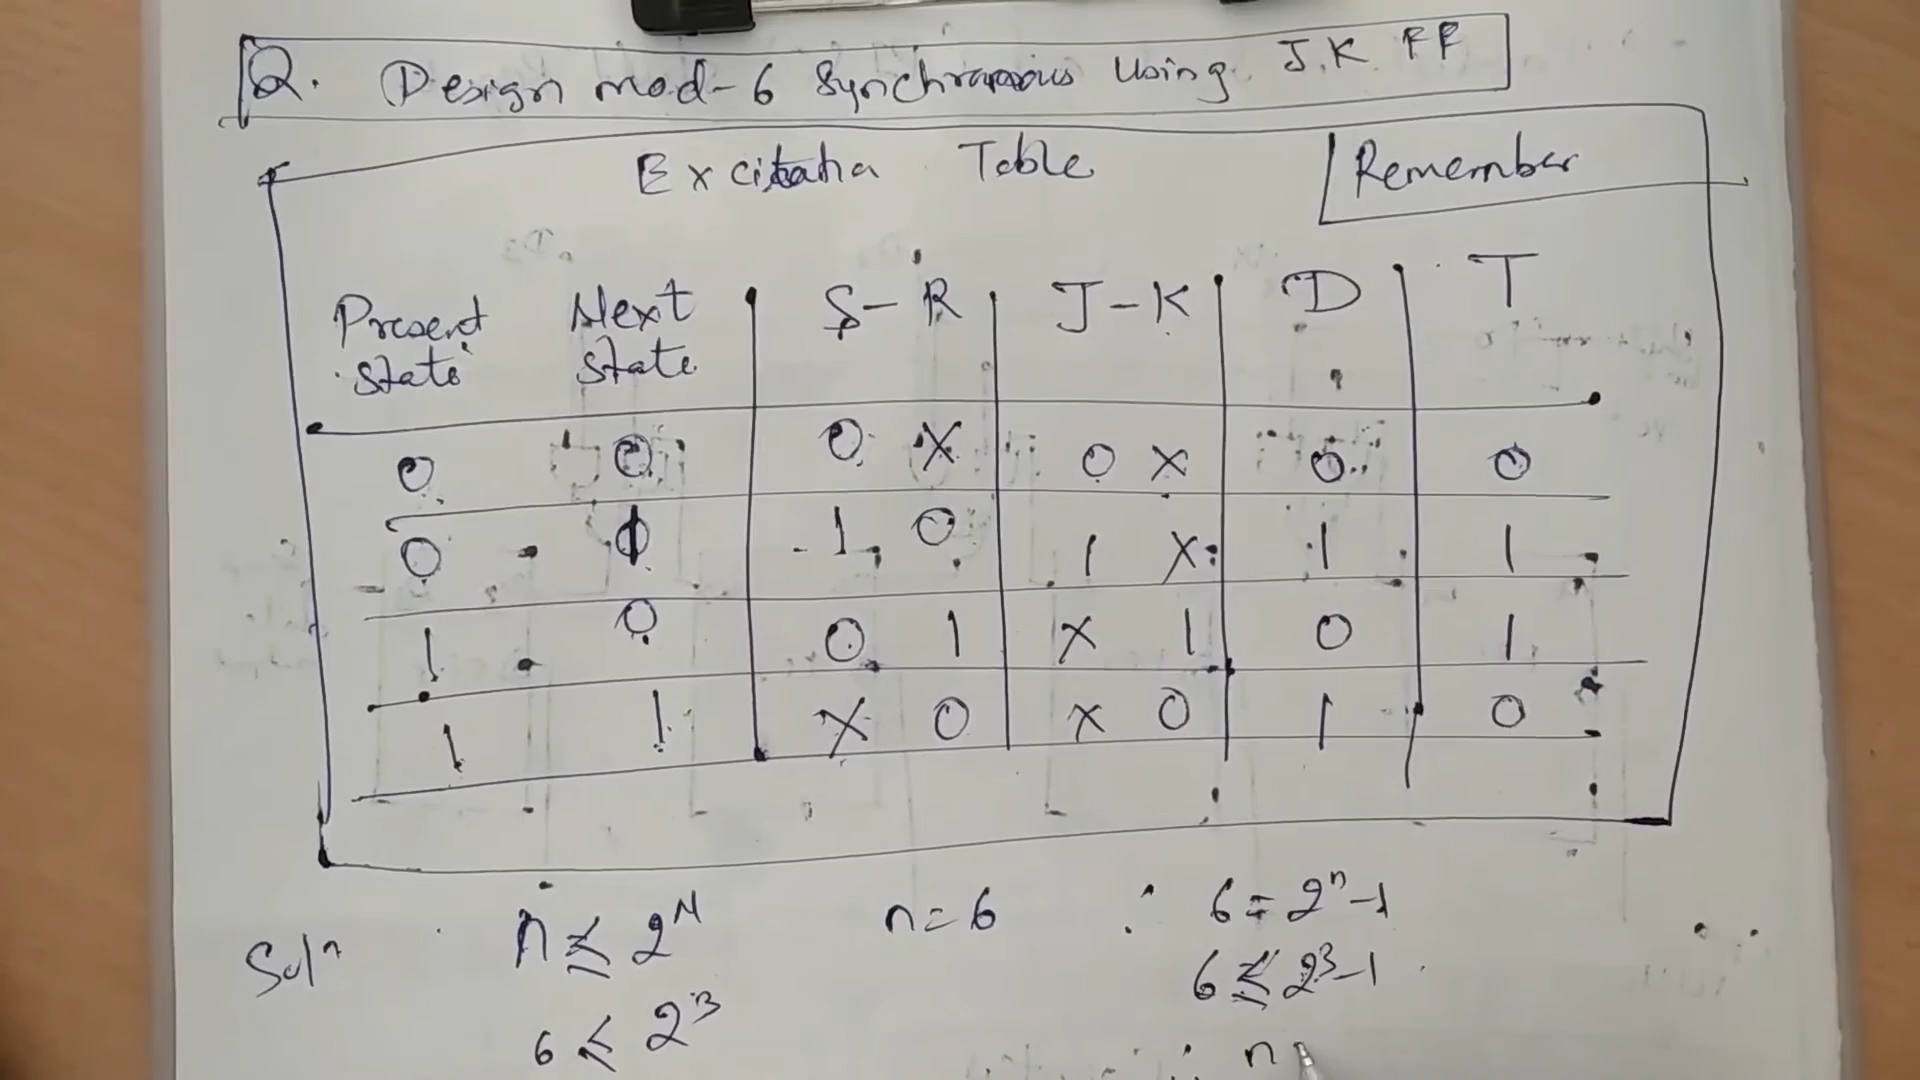 Q. Design mod-6 Synchronous Using J.K FF
Excitation Table
Remember
Present state Next state S-R J-K D T
0 0 0 X 0 X 0 0
0 1 1 0 1 X 1 1
1 0 0 1 X 1 0 1
1 1 X 0 X 0 1 0
Soln n ≤ 2^N n = 6 ∴ 6 = 2^n - 1
6 ≤ 2^3 - 1
6 ≤ 2^3
∴ n